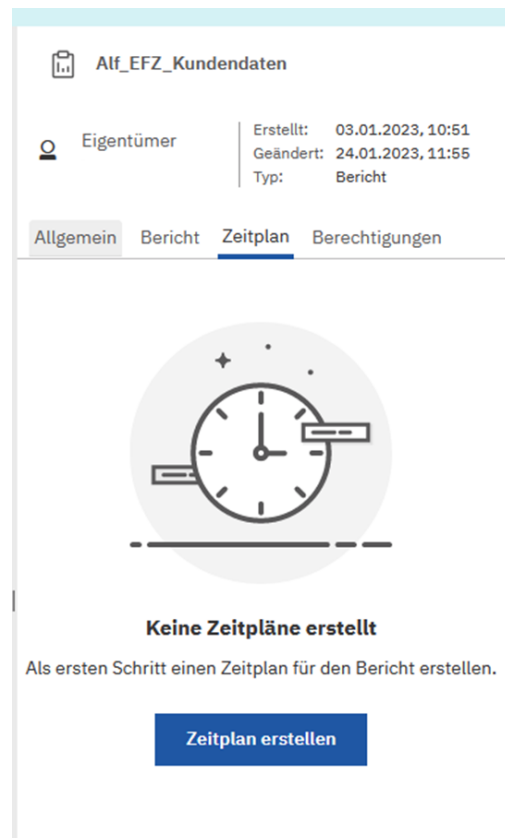 Alf_EFZ_Kundendaten
Eigentümer
Erstellt: 03.01.2023, 10:51
Geändert: 24.01.2023, 11:55
Typ: Bericht
Allgemein Bericht Zeitplan Berechtigungen
Keine Zeitpläne erstellt
Als ersten Schritt einen Zeitplan für den Bericht erstellen.
Zeitplan erstellen